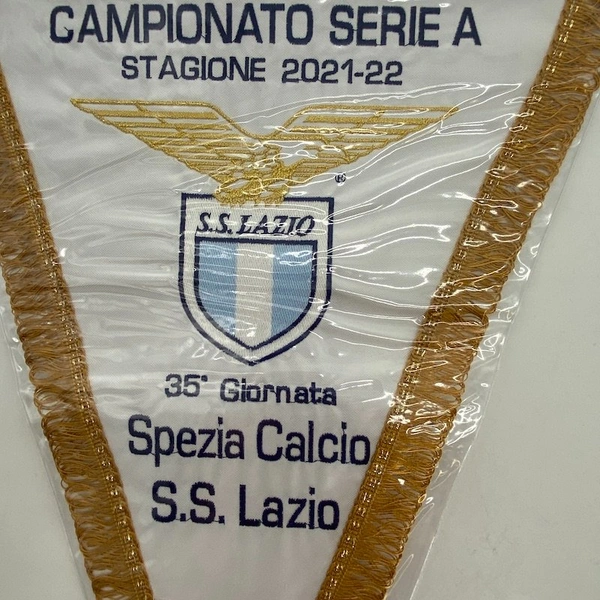 CAMPIONATO SERIE A
STAGIONE 2021-22
®
S.S. LAZIO
35° Giornata
Spezia Calcio
S.S. Lazio